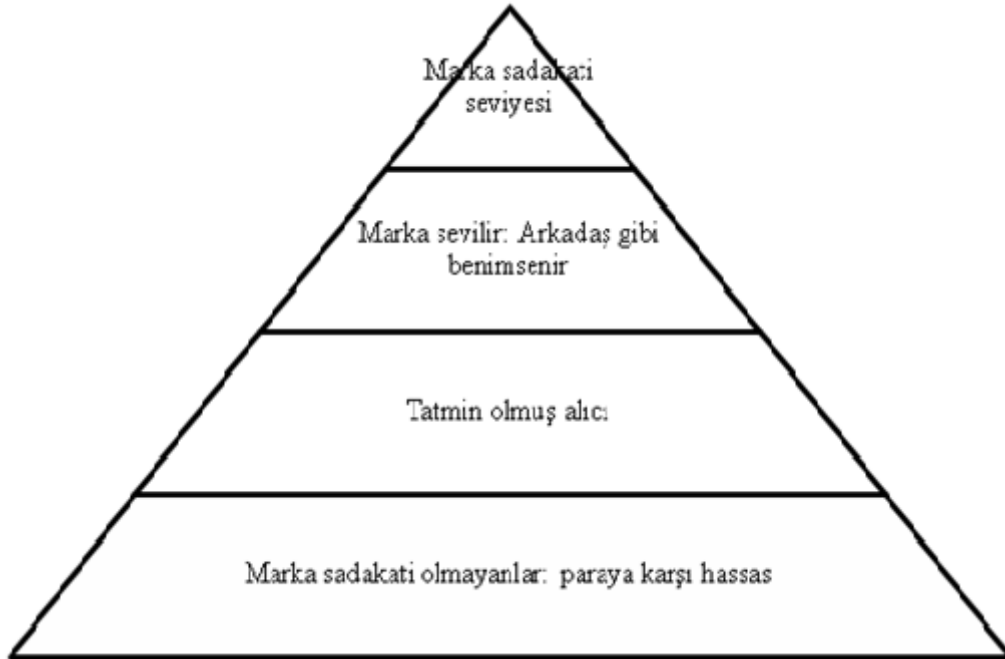 Marka sadakati
seviyesi
Marka sevilir: Arkadaş gibi
benimsenir
Tatmin olmuş alıcı
Marka sadakati olmayanlar: paraya karşı hassas